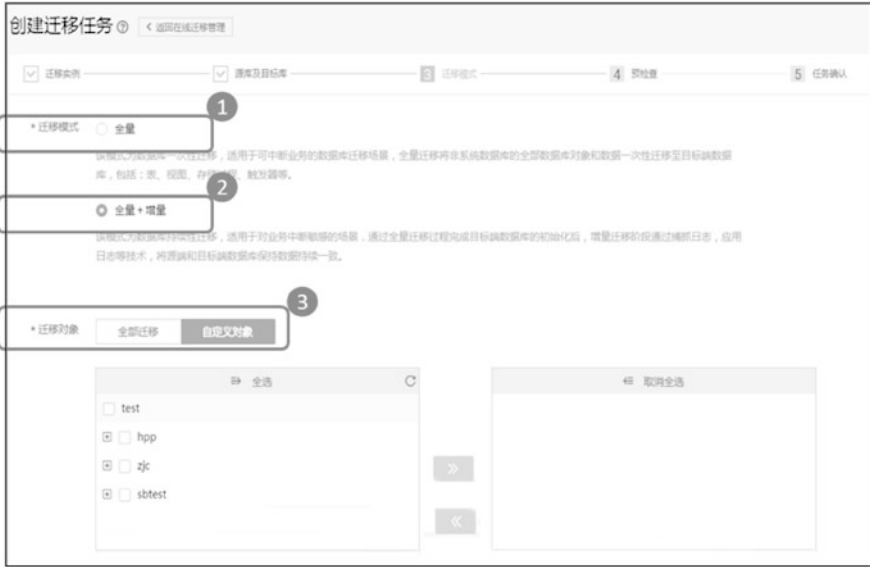 创建迁移任务 ? < 返回在线迁移管理
迁移实例 源库及目标库 3 迁移模式 4 预检查 5 任务确认
1
* 迁移模式 全量
该模式为数据库一次性迁移，适用于可中断业务的数据库迁移场景，全量迁移将非系统数据库的全部数据库对象和数据一次性迁移至目标端数据
库，包括：表、视图、存储过程、触发器等。
2
全量 + 增量
该模式为数据库持续性迁移，适用于对业务中断敏感的场景，通过全量迁移过程完成目标端数据库的初始化后，增量迁移阶段通过捕抓日志，应用
日志等技术，将源端和目标端数据库保持数据持续一致。
3
* 迁移对象 全部迁移 自定义对象
全选 取消全选
test
hpp
zjc
sbtest